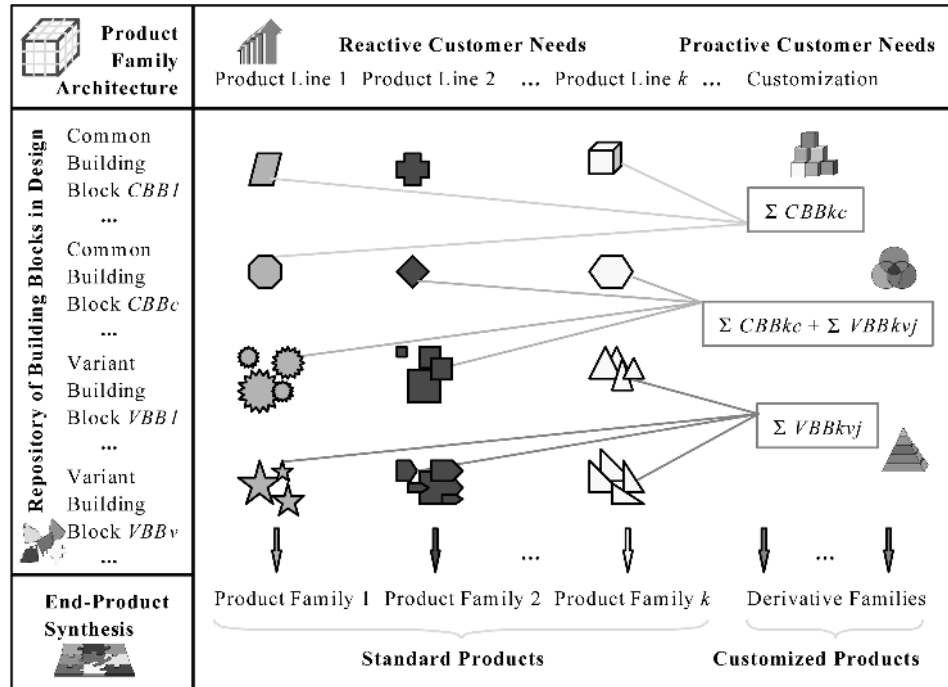 Product
Family
Architecture
Reactive Customer Needs
Proactive Customer Needs
Product Line 1 Product Line 2 ... Product Line k ... Customization
Repository of Building Blocks in Design
Common
Building
Block CBB1
...
Common
Building
Block CBBc
...
Variant
Building
Block VBB1
...
Variant
Building
Block VBBv
...
Σ CBBkc
Σ CBBkc + Σ VBBkvj
Σ VBBkvj
... ...
End-Product
Synthesis
Product Family 1 Product Family 2 Product Family k Derivative Families
Standard Products Customized Products